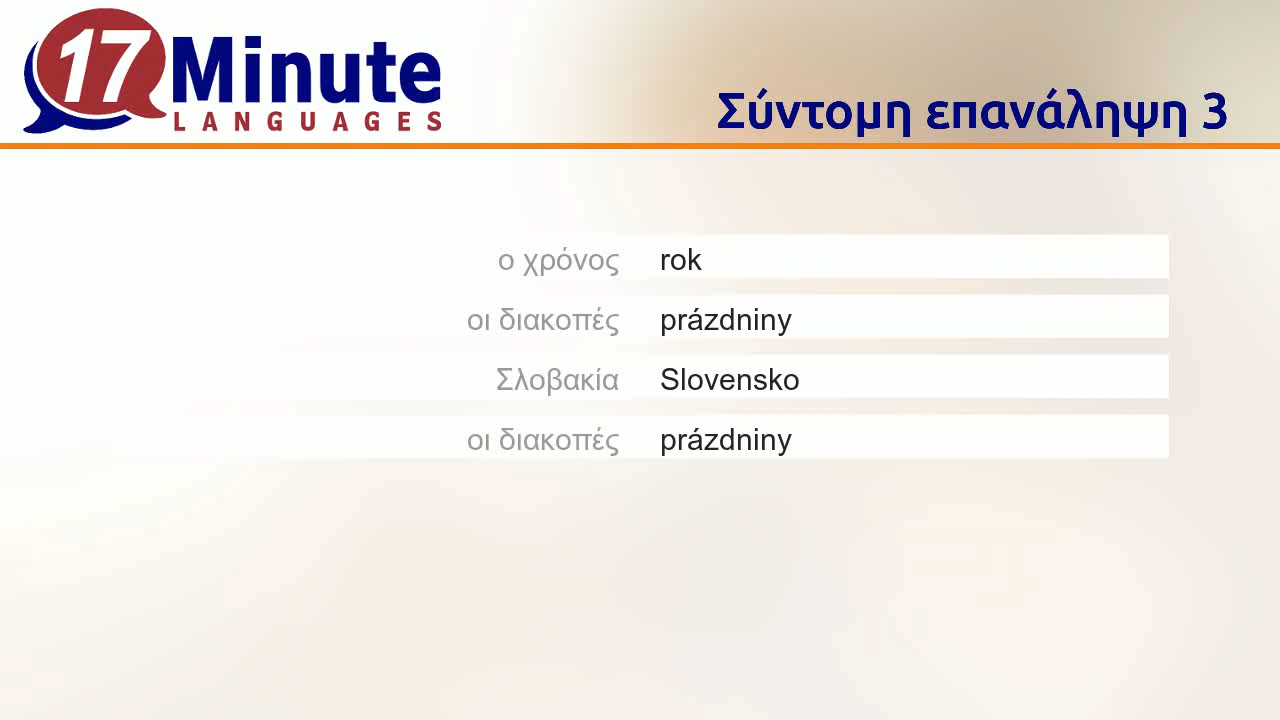 17 Minute
LANGUAGES
Σύντομη επανάληψη 3
ο χρόνος rok
οι διακοπές prázdniny
Σλοβακία Slovensko
οι διακοπές prázdniny